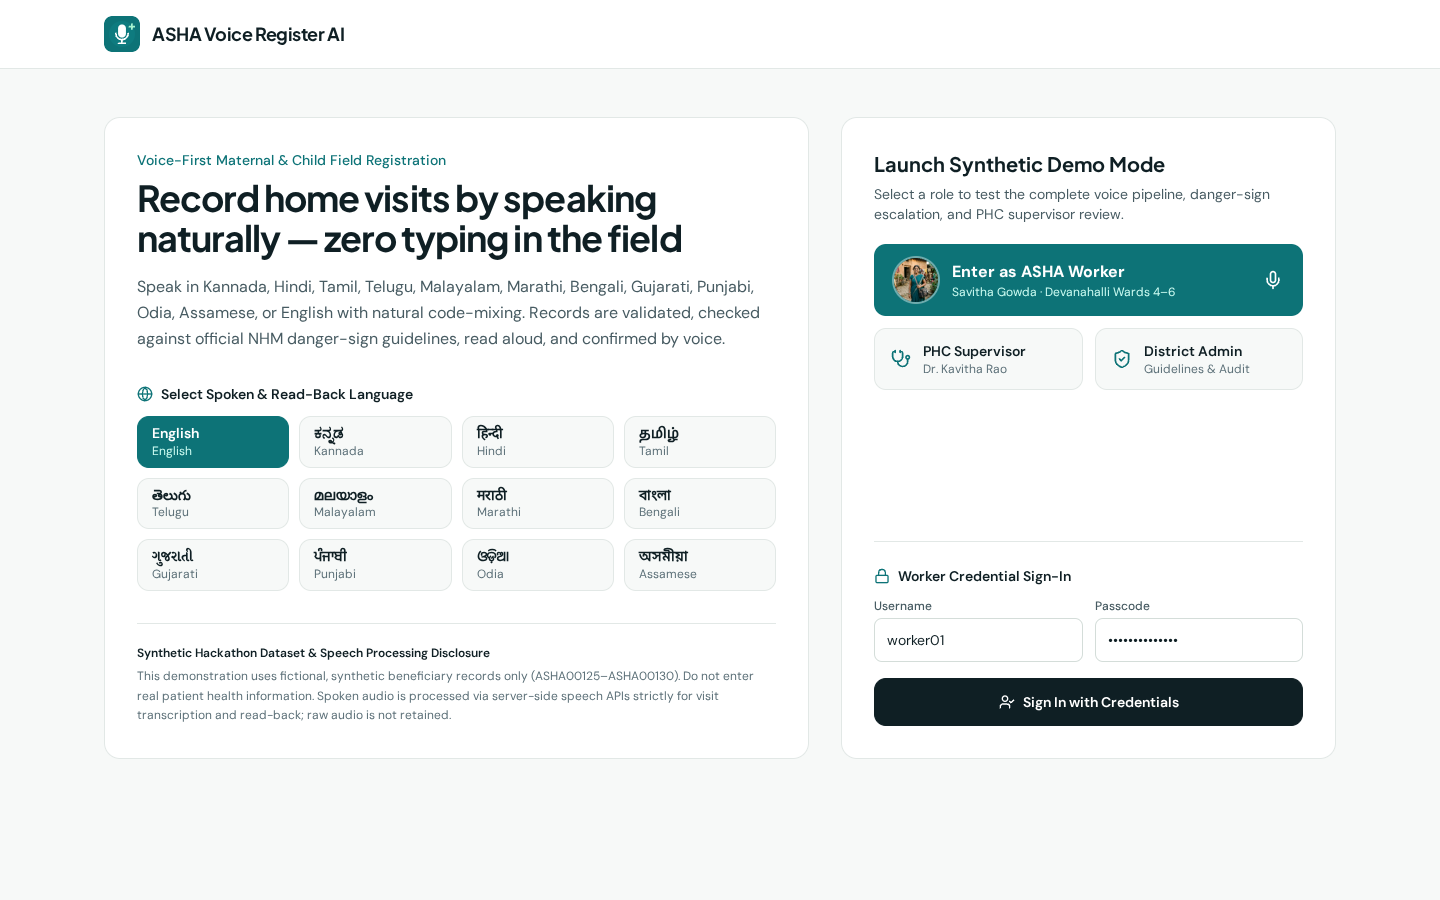 ASHA Voice Register AI
Voice-First Maternal & Child Field Registration
Record home visits by speaking
naturally — zero typing in the field
Speak in Kannada, Hindi, Tamil, Telugu, Malayalam, Marathi, Bengali, Gujarati, Punjabi,
Odia, Assamese, or English with natural code-mixing. Records are validated, checked
against official NHM danger-sign guidelines, read aloud, and confirmed by voice.
Select Spoken & Read-Back Language
English
English
ಕನ್ನಡ
Kannada
हिन्दी
Hindi
தமிழ்
Tamil
తెలుగు
Telugu
മലയാളം
Malayalam
मराठी
Marathi
বাংলা
Bengali
ગુજરાતી
Gujarati
ਪੰਜਾਬੀ
Punjabi
ଓଡ଼ିଆ
Odia
অসমীয়া
Assamese
Synthetic Hackathon Dataset & Speech Processing Disclosure
This demonstration uses fictional, synthetic beneficiary records only (ASHA00125–ASHA00130). Do not enter
real patient health information. Spoken audio is processed via server-side speech APIs strictly for visit
transcription and read-back; raw audio is not retained.
Launch Synthetic Demo Mode
Select a role to test the complete voice pipeline, danger-sign
escalation, and PHC supervisor review.
Enter as ASHA Worker
Savitha Gowda · Devanahalli Wards 4–6
PHC Supervisor
Dr. Kavitha Rao
District Admin
Guidelines & Audit
Worker Credential Sign-In
Username
Passcode
worker01
••••••••••••••
Sign In with Credentials